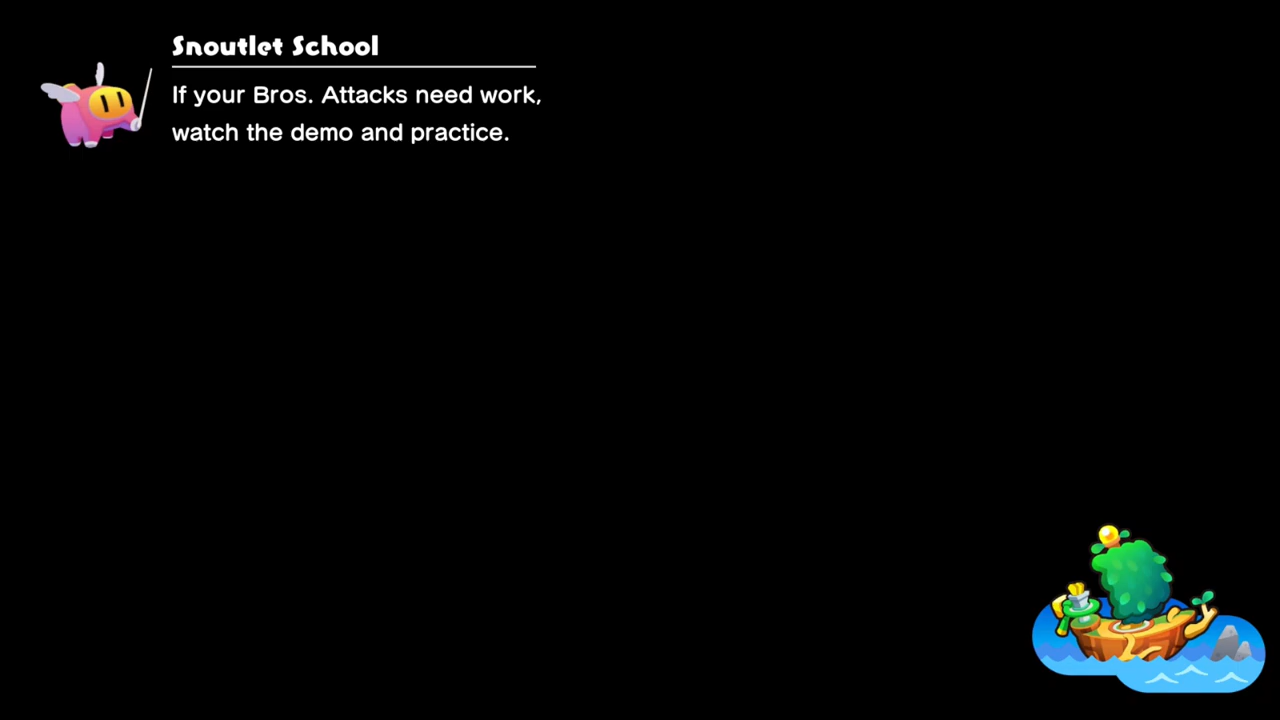 Snoutlet School
If your Bros. Attacks need work,
watch the demo and practice.